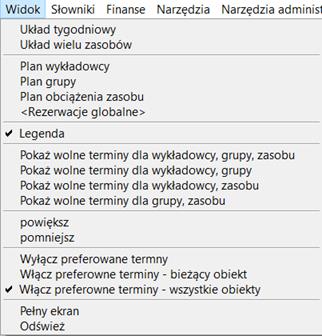 Widok Słowniki Finanse Narzędzia Narzędzia administ
Układ tygodniowy
Układ wielu zasobów
Plan wykładowcy
Plan grupy
Plan obciążenia zasobu
<Rezerwacje globalne>
Legenda
Pokaż wolne terminy dla wykładowcy, grupy, zasobu
Pokaż wolne terminy dla wykładowcy, grupy
Pokaż wolne terminy dla wykładowcy, zasobu
Pokaż wolne terminy dla grupy, zasobu
powiększ
pomniejsz
Wyłącz preferowane termny
Włącz preferowne terminy - bieżący obiekt
Włącz preferowne terminy - wszystkie obiekty
Pełny ekran
Odśwież